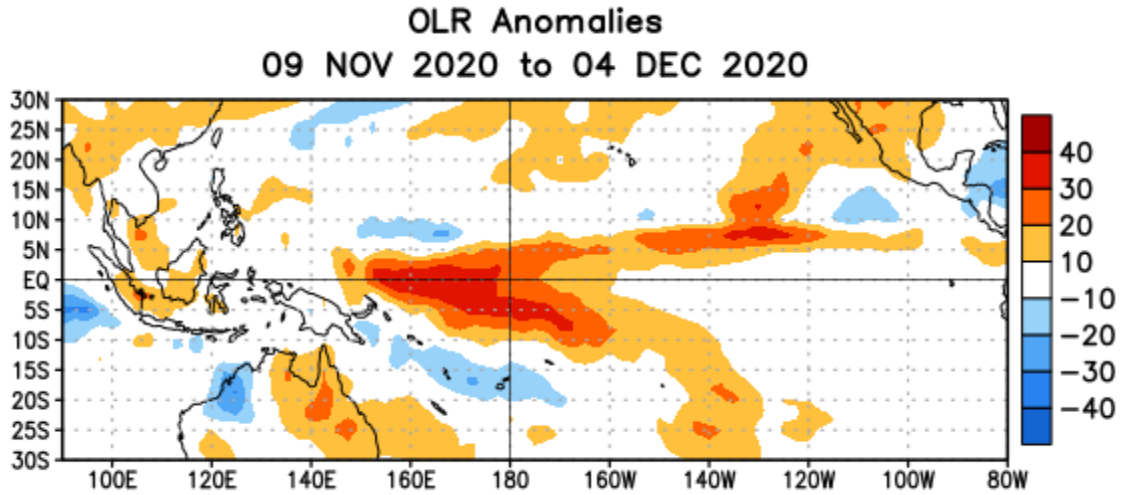 OLR Anomalies
09 NOV 2020 to 04 DEC 2020
30N
25N
20N
15N
10N
5N
EQ
5S
10S
15S
20S
25S
30S
100E 120E 140E 160E 180 160W 140W 120W 100W 80W
40
30
20
10
−10
−20
−30
−40